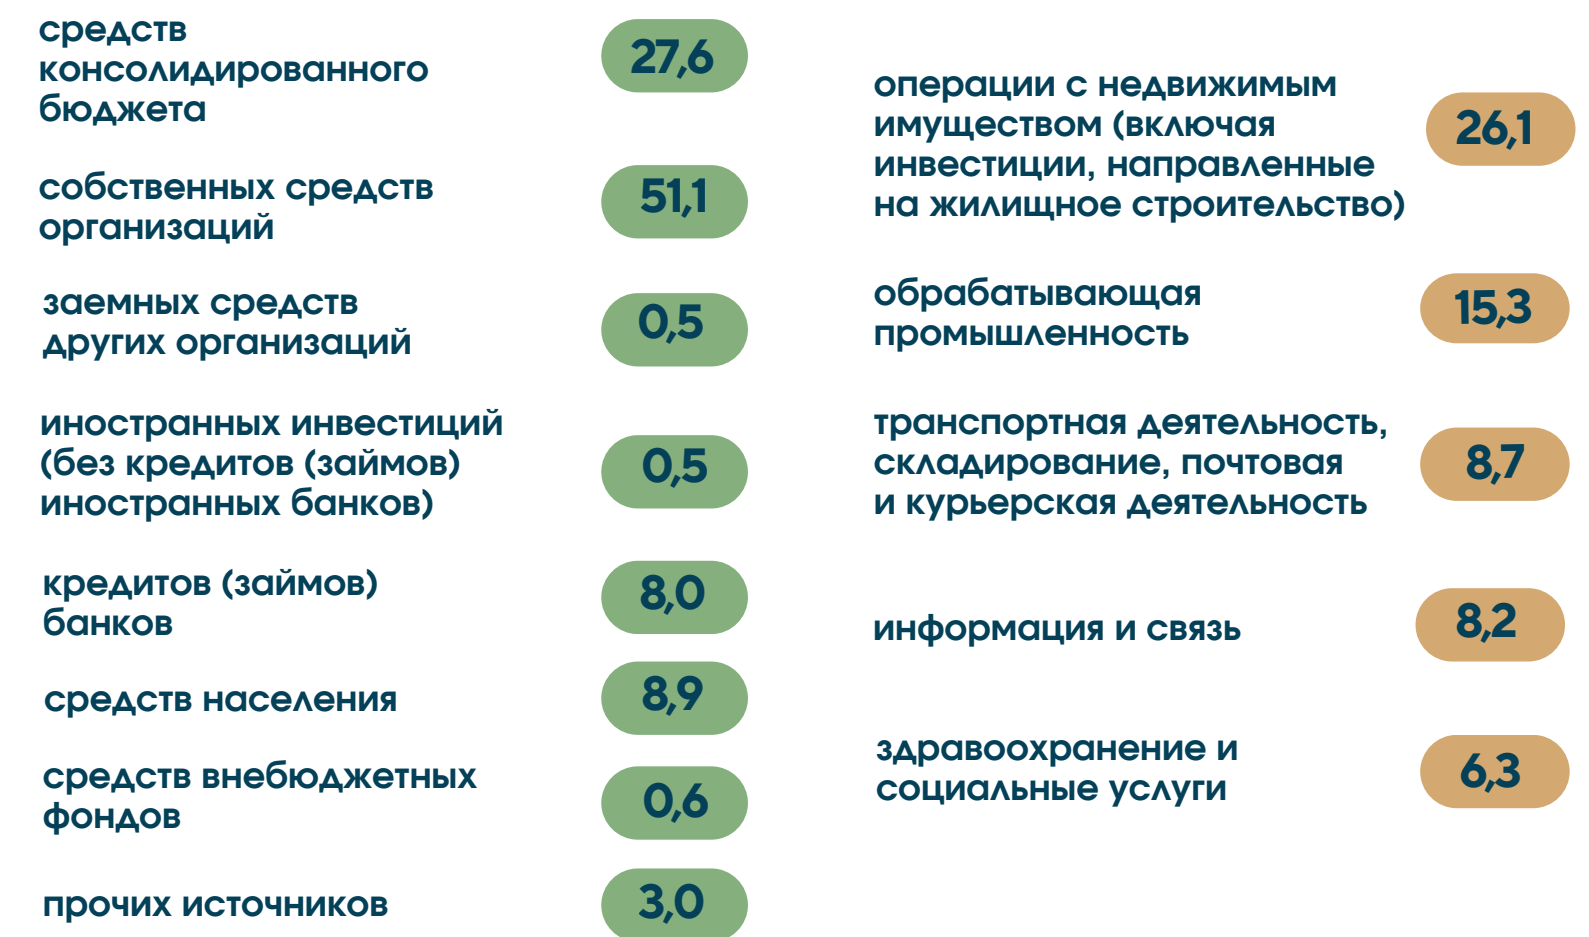 средств
консолидированного
бюджета
27,6
собственных средств
организаций
51,1
заемных средств
других организаций
0,5
иностранных инвестиций
(без кредитов (займов)
иностранных банков)
0,5
кредитов (займов)
банков
8,0
средств населения
8,9
средств внебюджетных
фондов
0,6
прочих источников
3,0
операции с недвижимым
имуществом (включая
инвестиции, направленные
на жилищное строительство)
26,1
обрабатывающая
промышленность
15,3
транспортная деятельность,
складирование, почтовая
и курьерская деятельность
8,7
информация и связь
8,2
здравоохранение и
социальные услуги
6,3